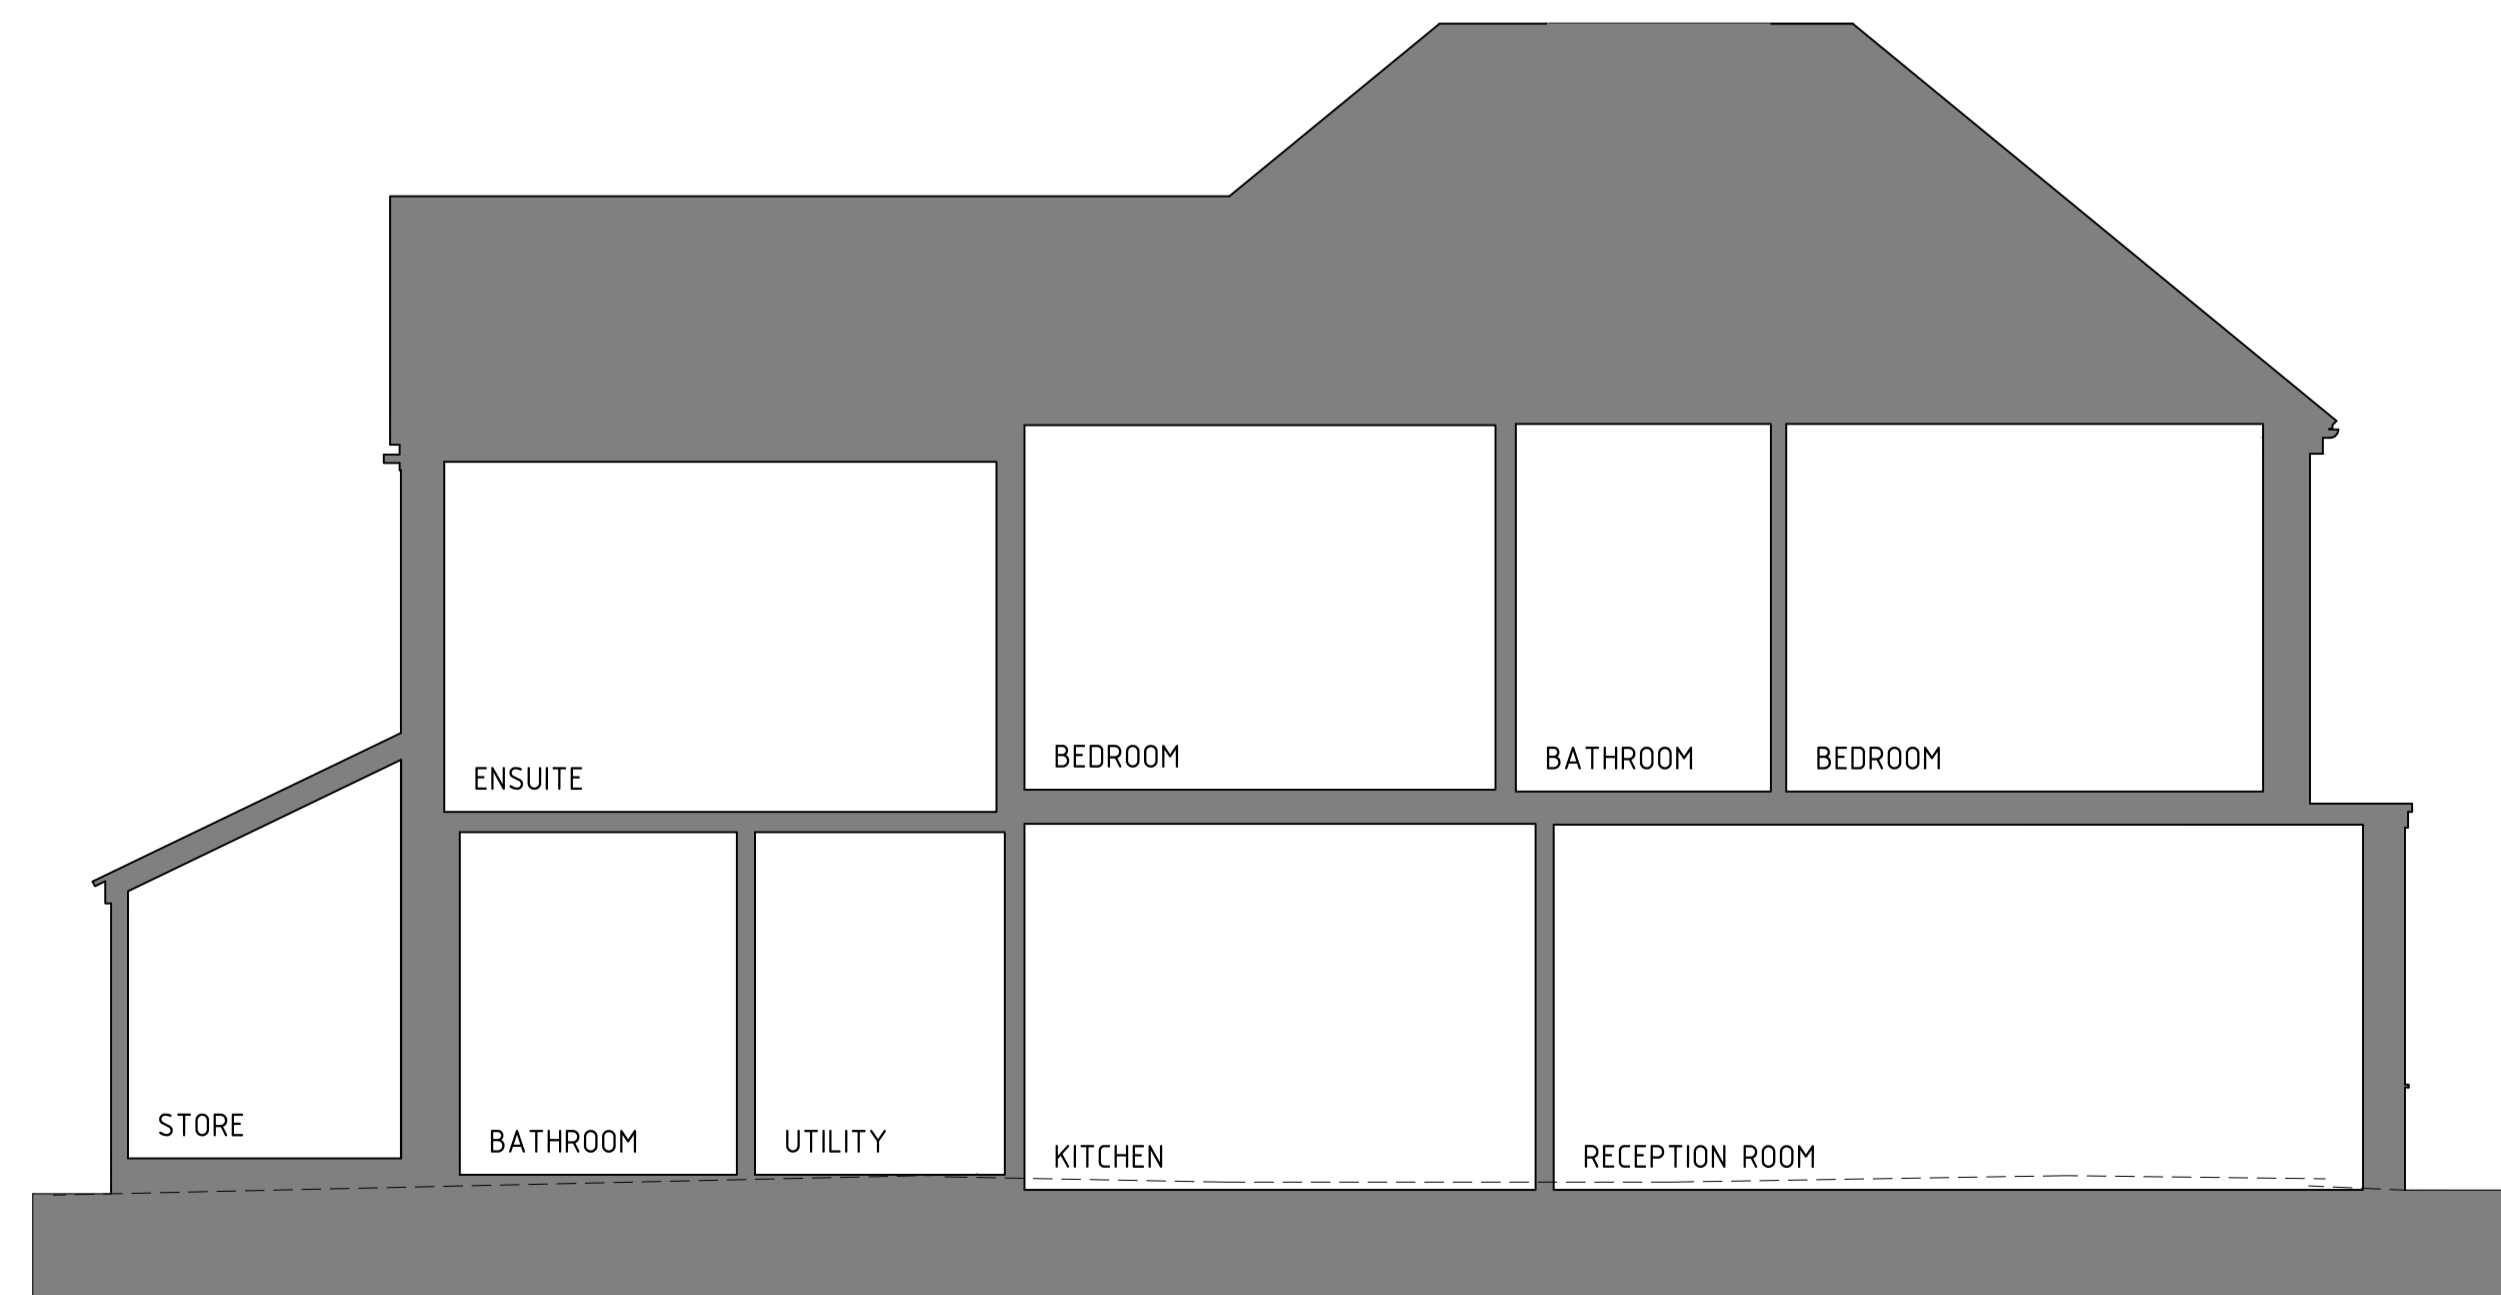 ENSUITE
BEDROOM
BATHROOM
BEDROOM
STORE
BATHROOM
UTILITY
KITCHEN
RECEPTION ROOM